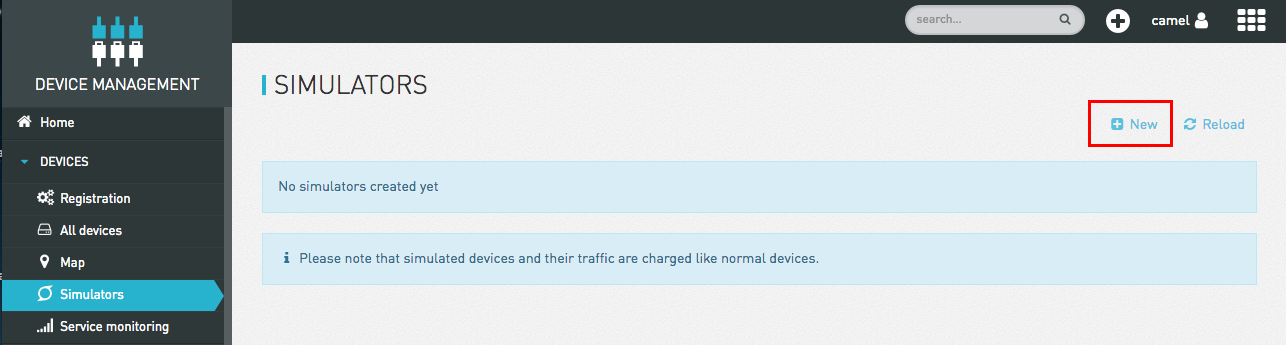 search...
camel
DEVICE MANAGEMENT
SIMULATORS
Home
New
Reload
DEVICES
No simulators created yet
Registration
All devices
Please note that simulated devices and their traffic are charged like normal devices.
Map
Simulators
Service monitoring